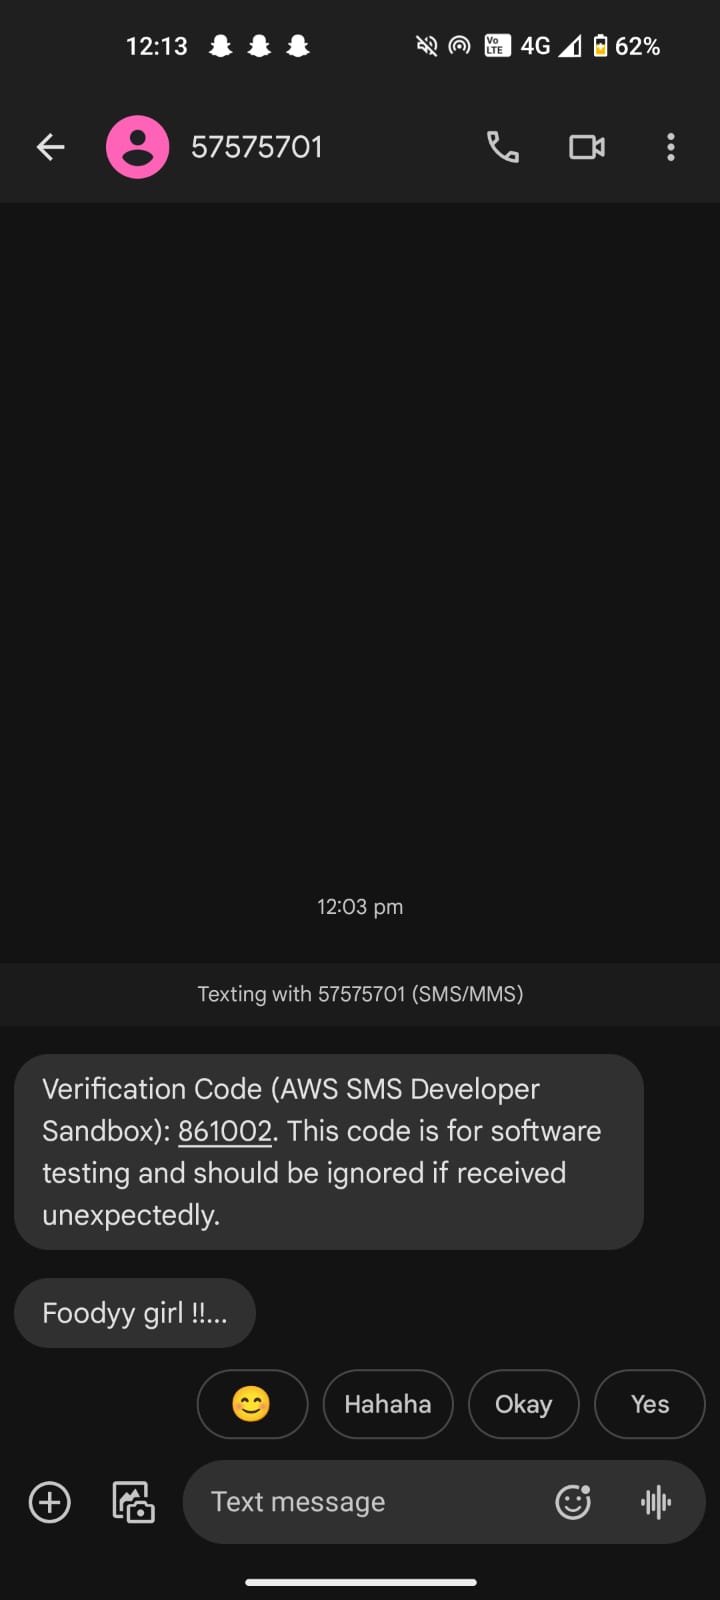 12:13 Vo LTE 4G 62%
57575701
12:03 pm
Texting with 57575701 (SMS/MMS)
Verification Code (AWS SMS Developer
Sandbox): 861002. This code is for software
testing and should be ignored if received
unexpectedly.
Foodyy girl !!...
😊 Hahaha Okay Yes
Text message